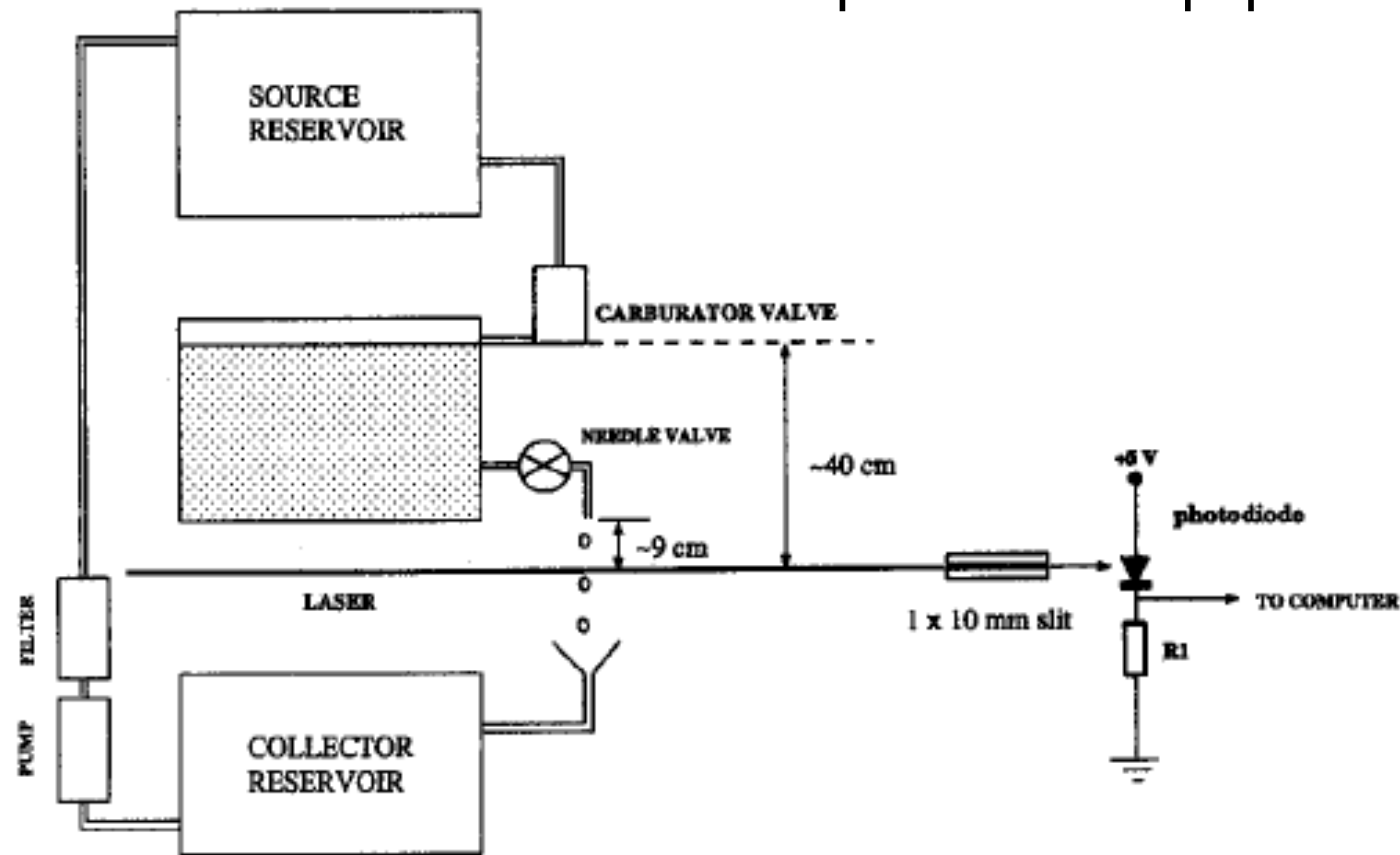 SOURCE
RESERVOIR
CARBURATOR VALVE
NEEDLE VALVE
~40 cm
+6 V
photodiode
~9 cm
LASER
1 x 10 mm slit
TO COMPUTER
R1
FILTER
PUMP
COLLECTOR
RESERVOIR